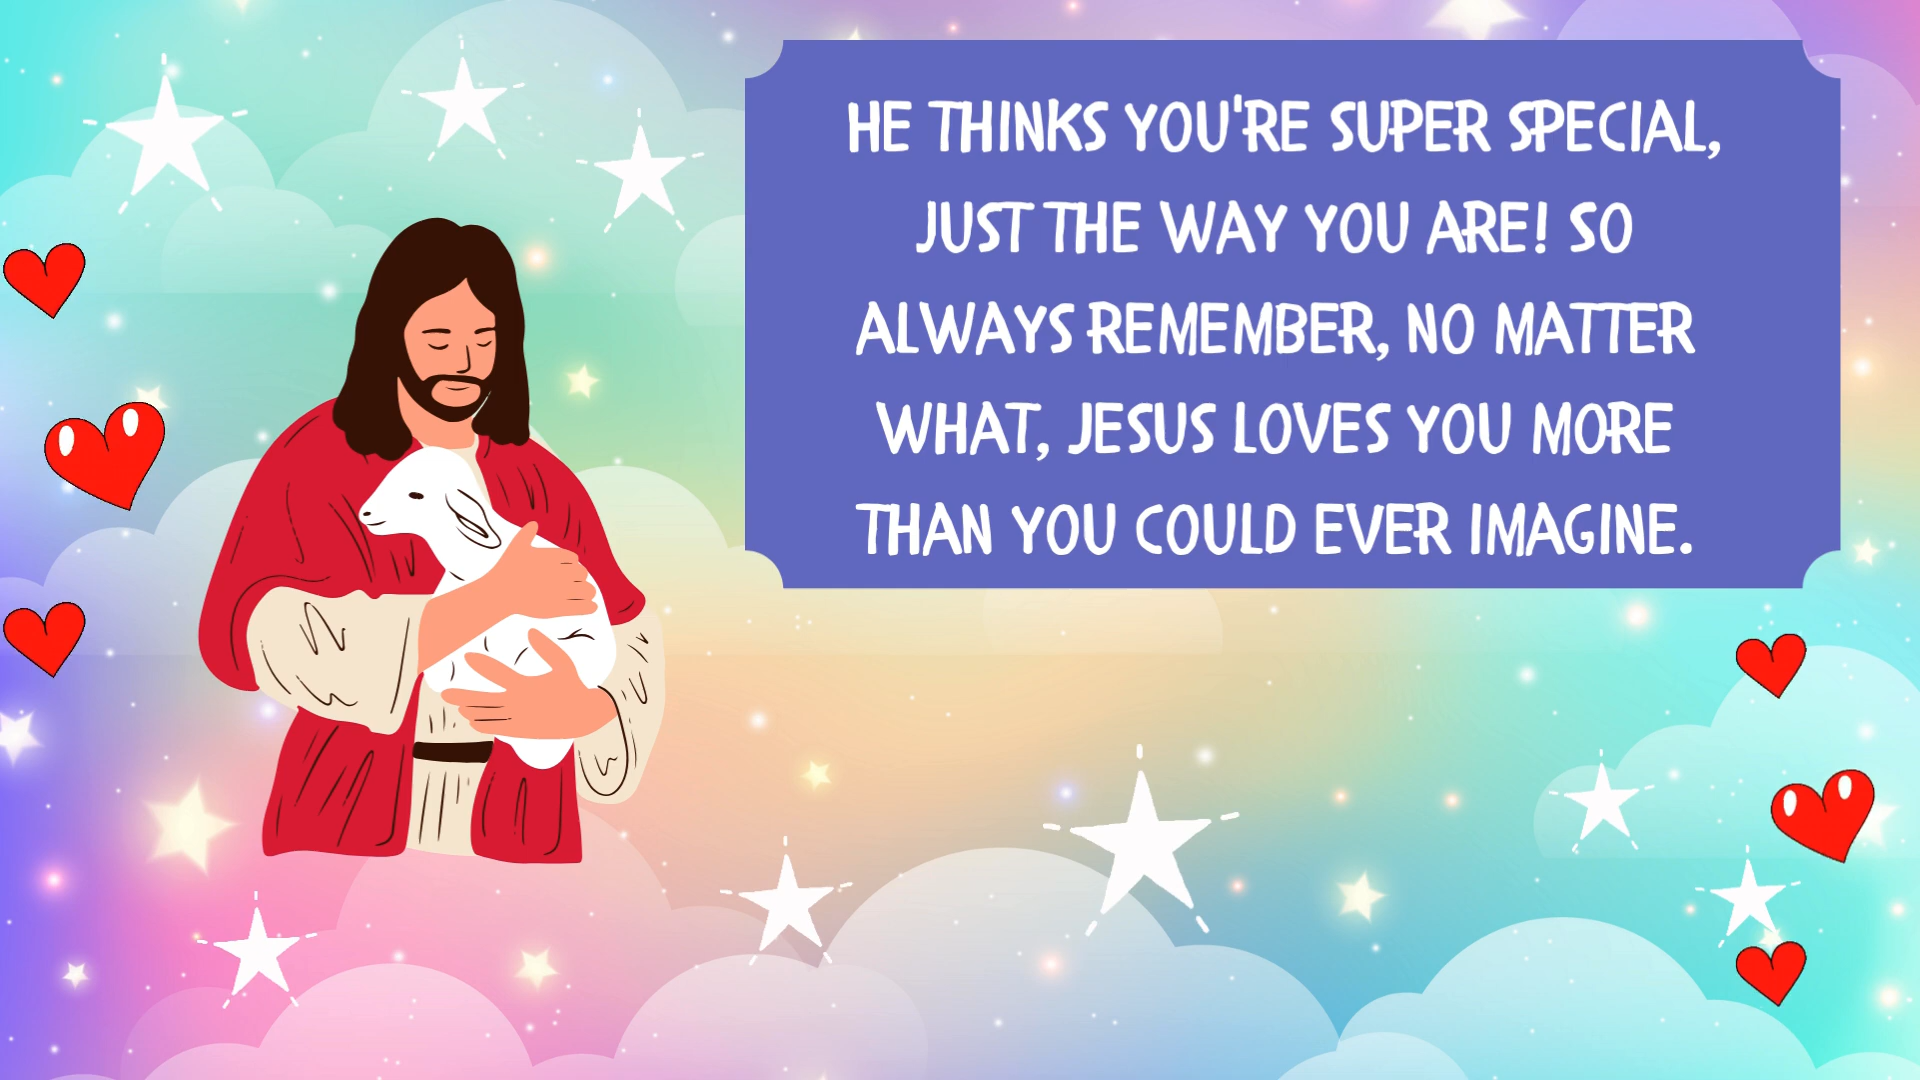 HE THINKS YOU'RE SUPER SPECIAL,
JUST THE WAY YOU ARE! SO
ALWAYS REMEMBER, NO MATTER
WHAT, JESUS LOVES YOU MORE
THAN YOU COULD EVER IMAGINE.